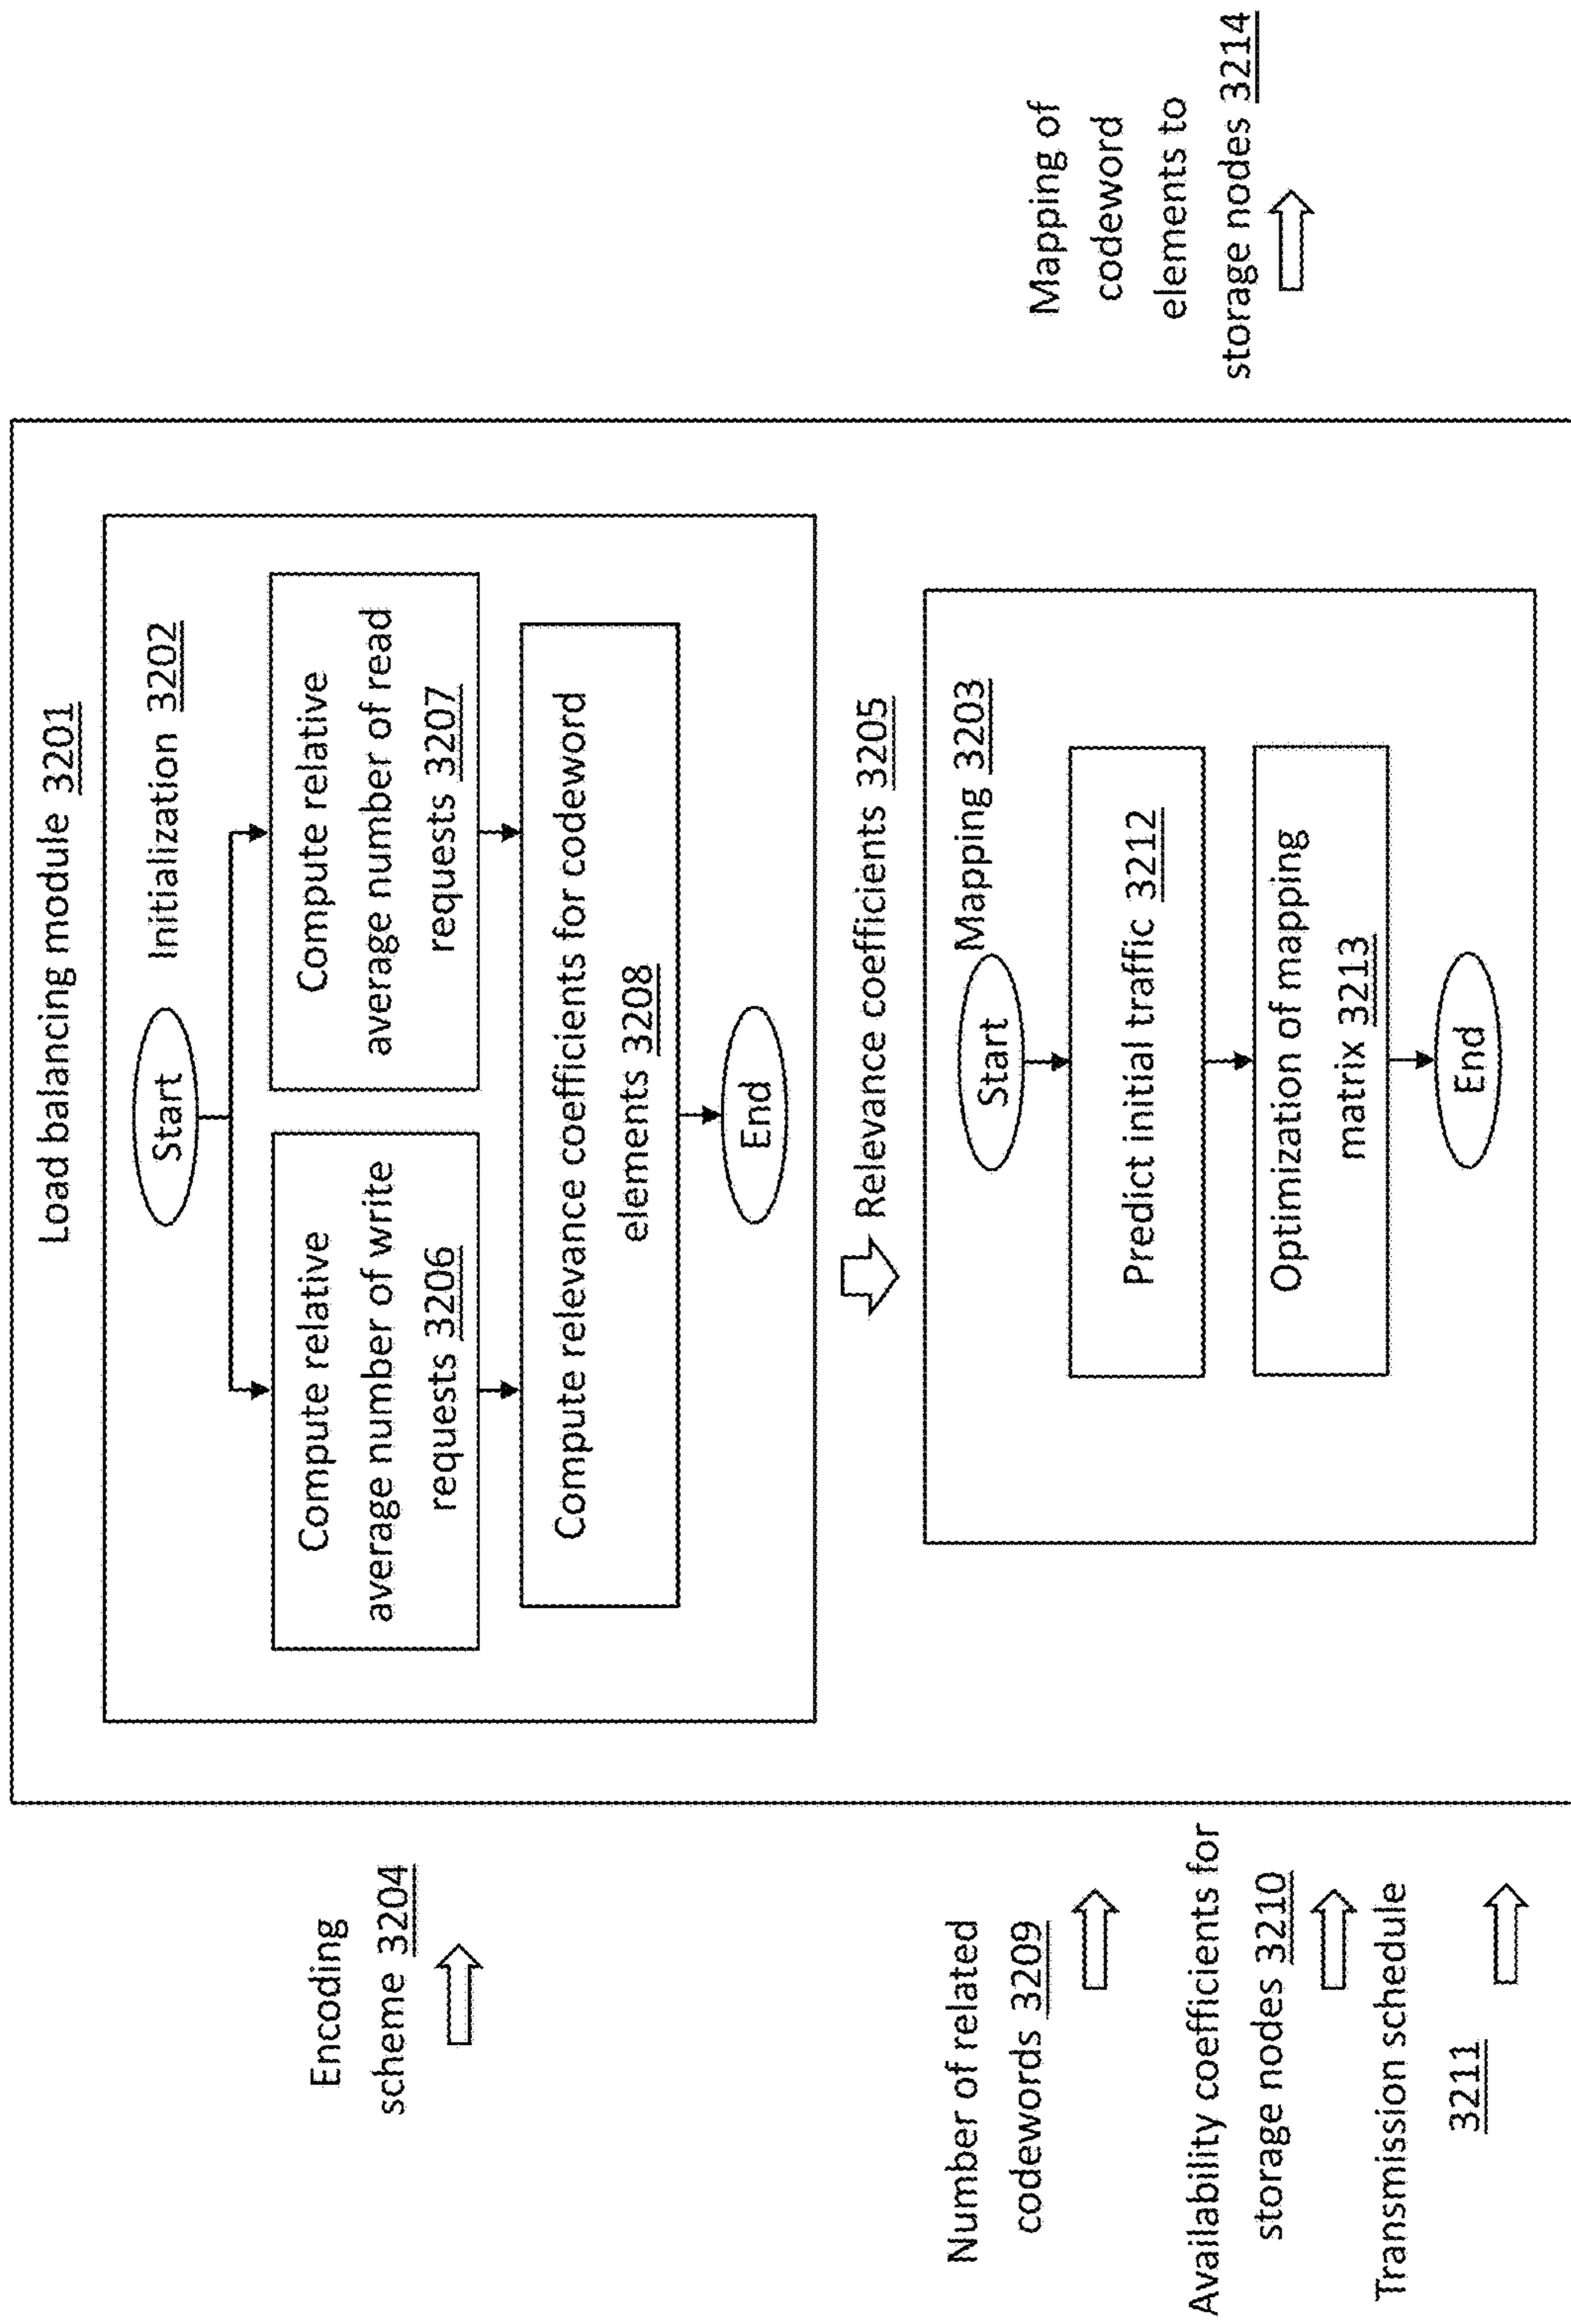 Load balancing module 3201
Initialization 3202
Start
Compute relative
average number of write
requests 3206
Compute relative
average number of read
requests 3207
Compute relevance coefficients for codeword
elements 3208
End
Encoding
scheme 3204
Relevance coefficients 3205
Mapping 3203
Start
Predict initial traffic 3212
Optimization of mapping
matrix 3213
End
Number of related
codewords 3209
Availability coefficients for
storage nodes 3210
Transmission schedule
3211
Mapping of
codeword
elements to
storage nodes 3214